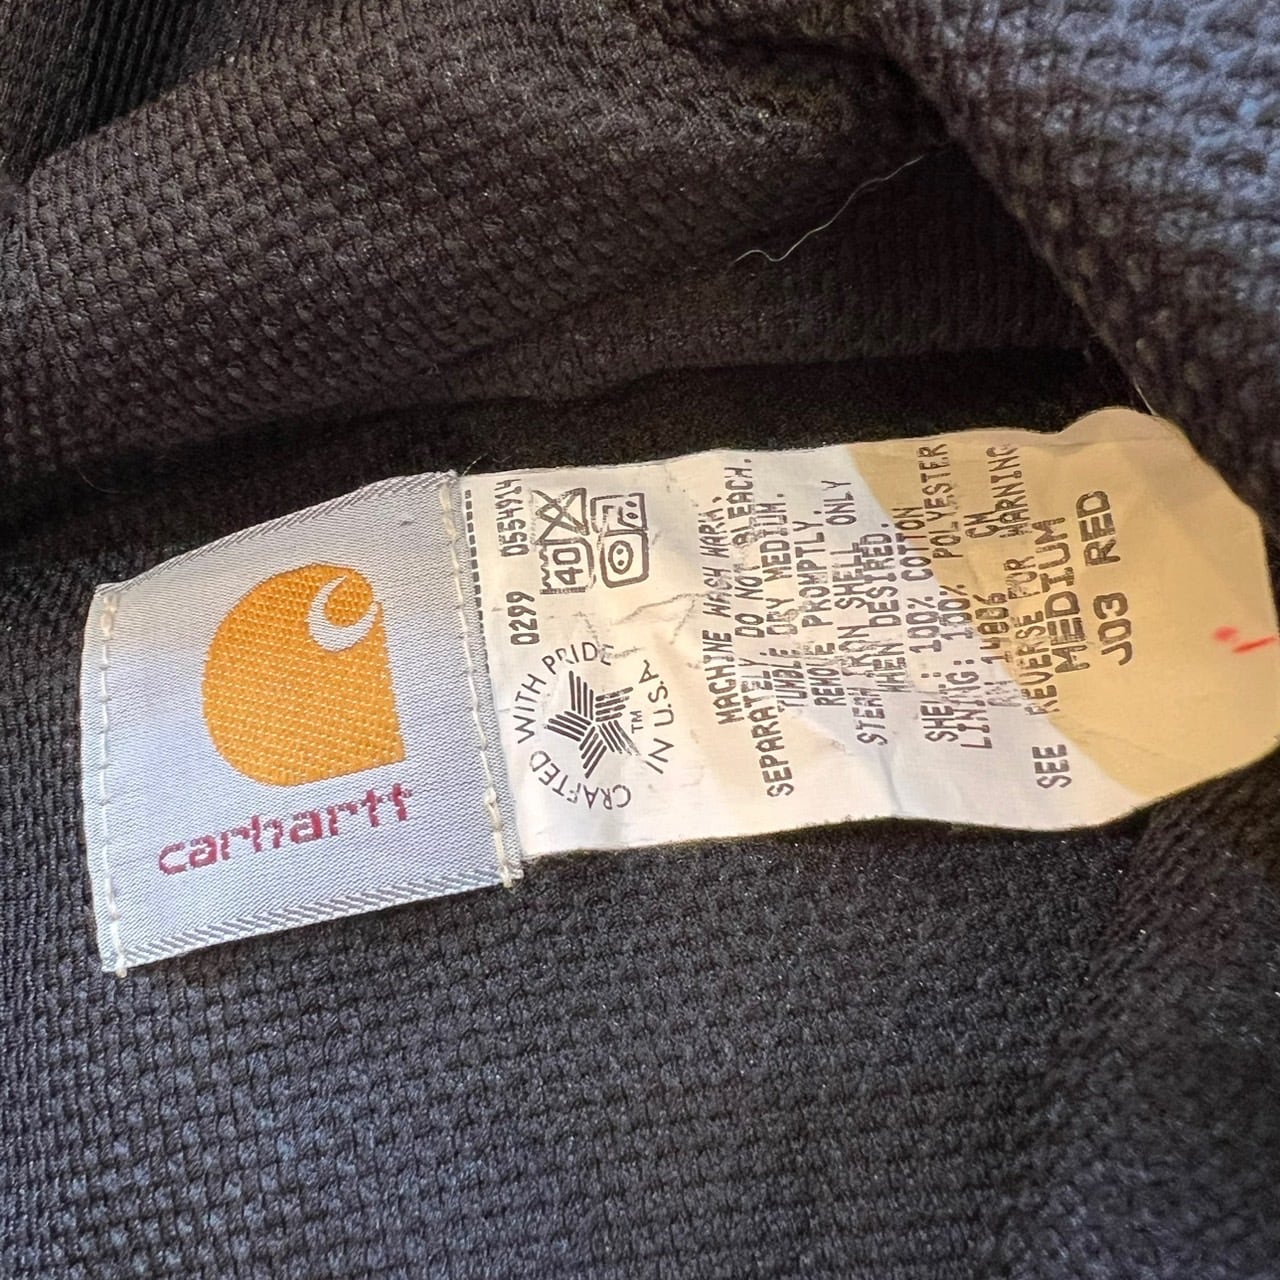 carhartt
0299 0554914
40
CRAFTED WITH PRIDE
IN U.S.A
TM
MACHINE WASH WARM,
SEPARATELY, DO NOT BLEACH.
TUMBLE DRY MEDIUM.
REMOVE PROMPTLY.
STEAM IRON SHELL ONLY
WHEN DESIRED.
SHELL: 100% COTTON
LINING: 100% POLYESTER
SEE REVERSE FOR WARNING
MEDIUM
J03 RED